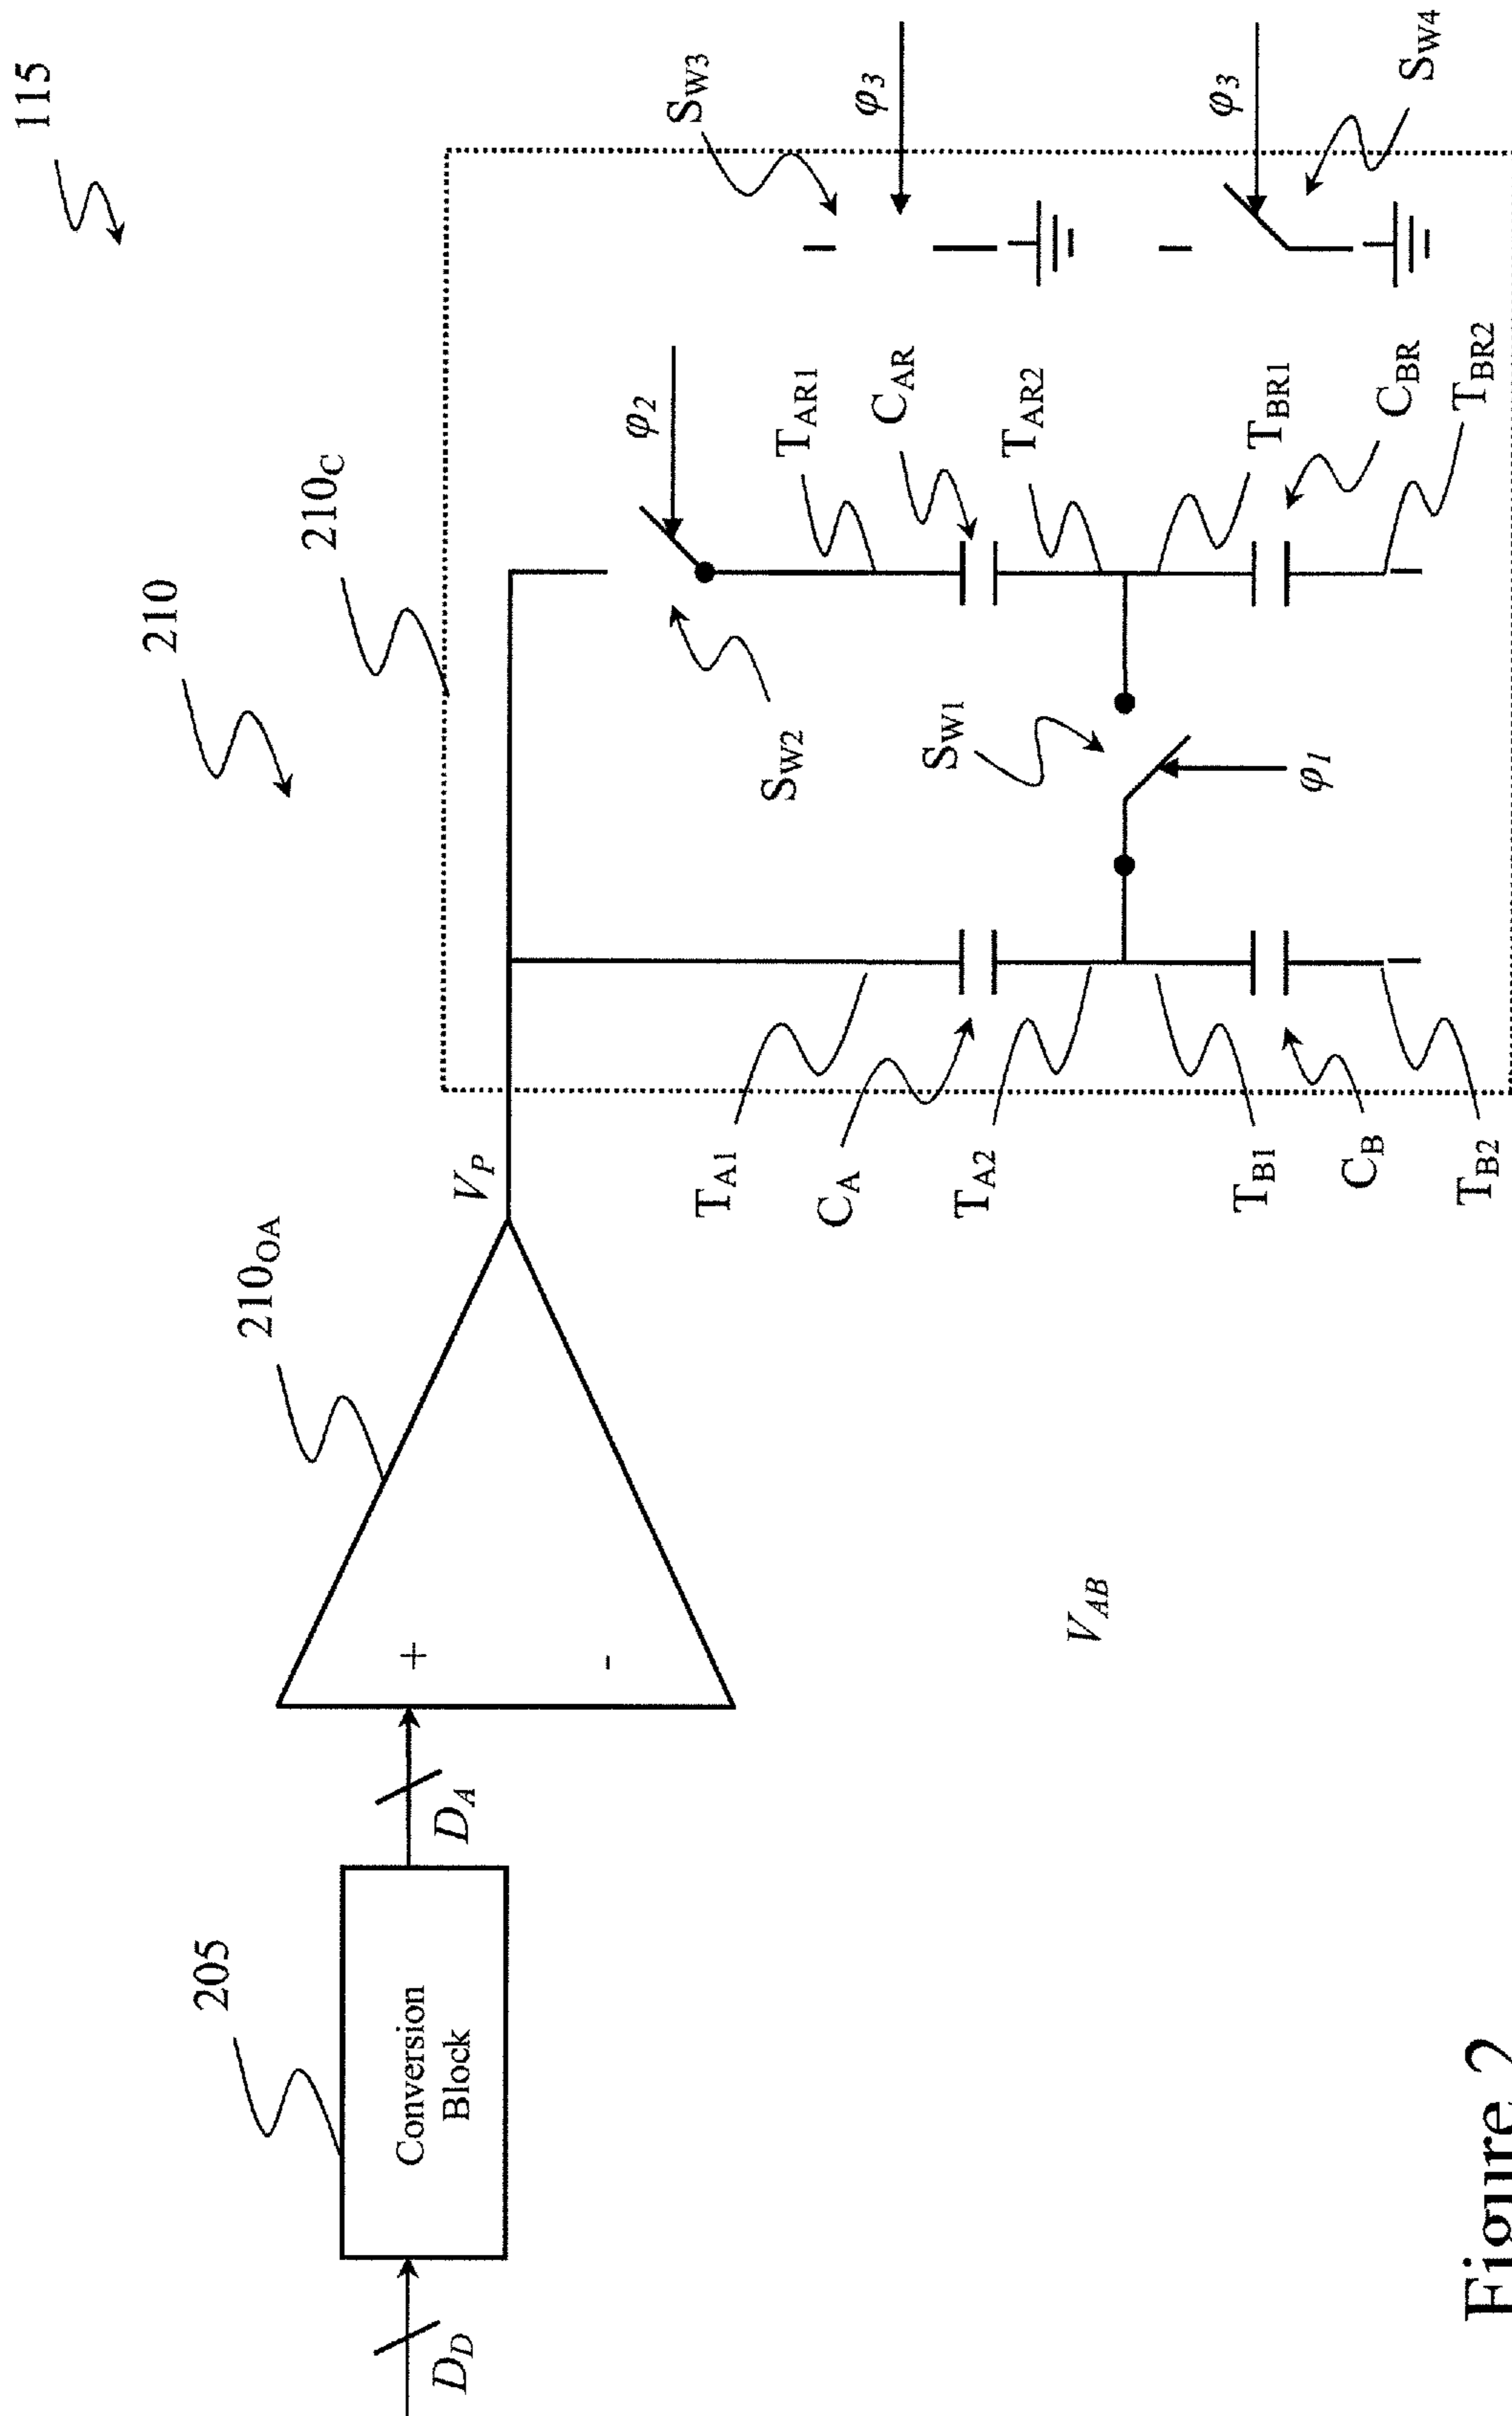 115
210
210C
210OA
205
Conversion
Block
DD
DA
+
-
VP
VAB
TA1
CA
TA2
TB1
CB
TB2
SW1
φ1
SW2
φ2
TAR1
CAR
TAR2
TBR1
CBR
TBR2
SW3
φ3
φ3
SW4
Figure 2